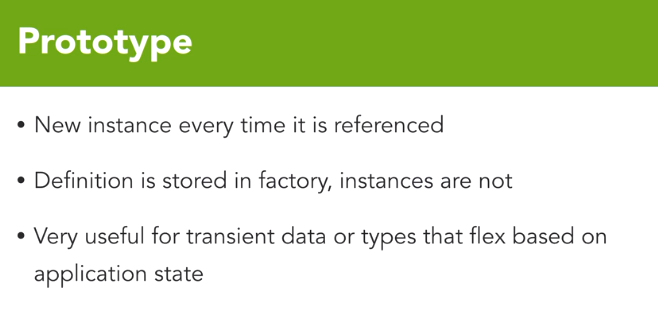 Prototype
• New instance every time it is referenced
• Definition is stored in factory, instances are not
• Very useful for transient data or types that flex based on
application state